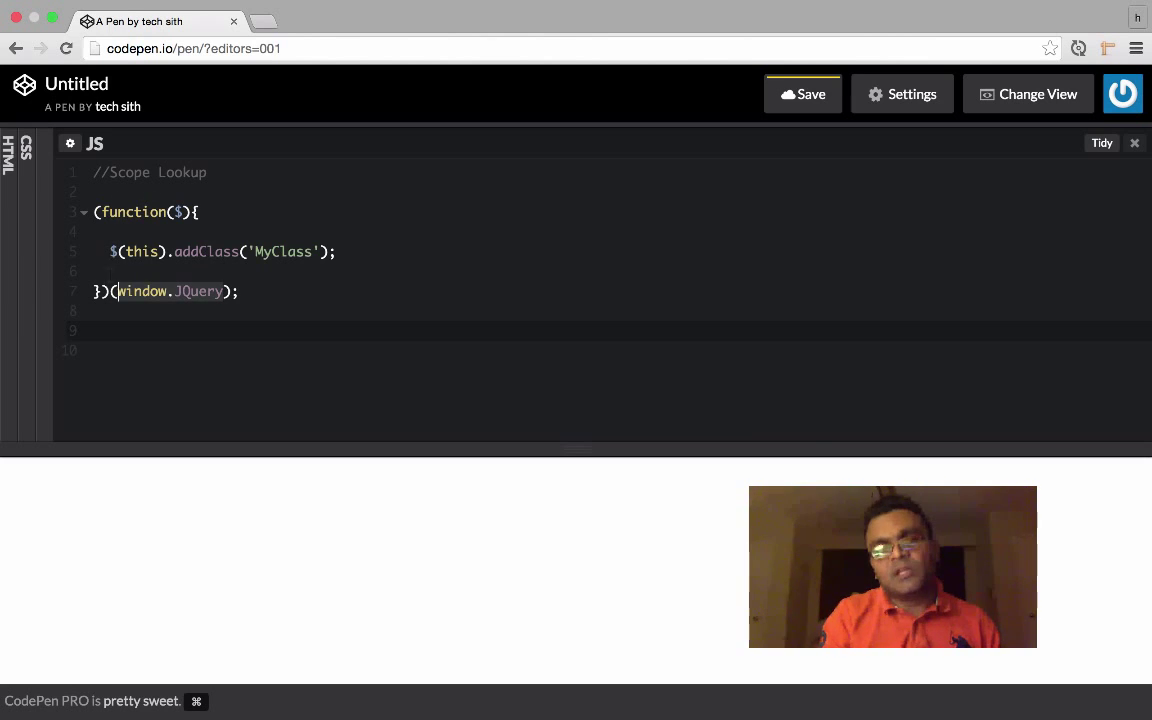 A Pen by tech sith
h
codepen.io/pen/?editors=001
Untitled
A PEN BY tech sith
Save
Settings
Change View
HTML
CSS
JS
Tidy
1 //Scope Lookup
2
3 (function($){
4
5 $(this).addClass('MyClass');
6
7 })(window.JQuery);
8
9
10
CodePen PRO is pretty sweet. ⌘